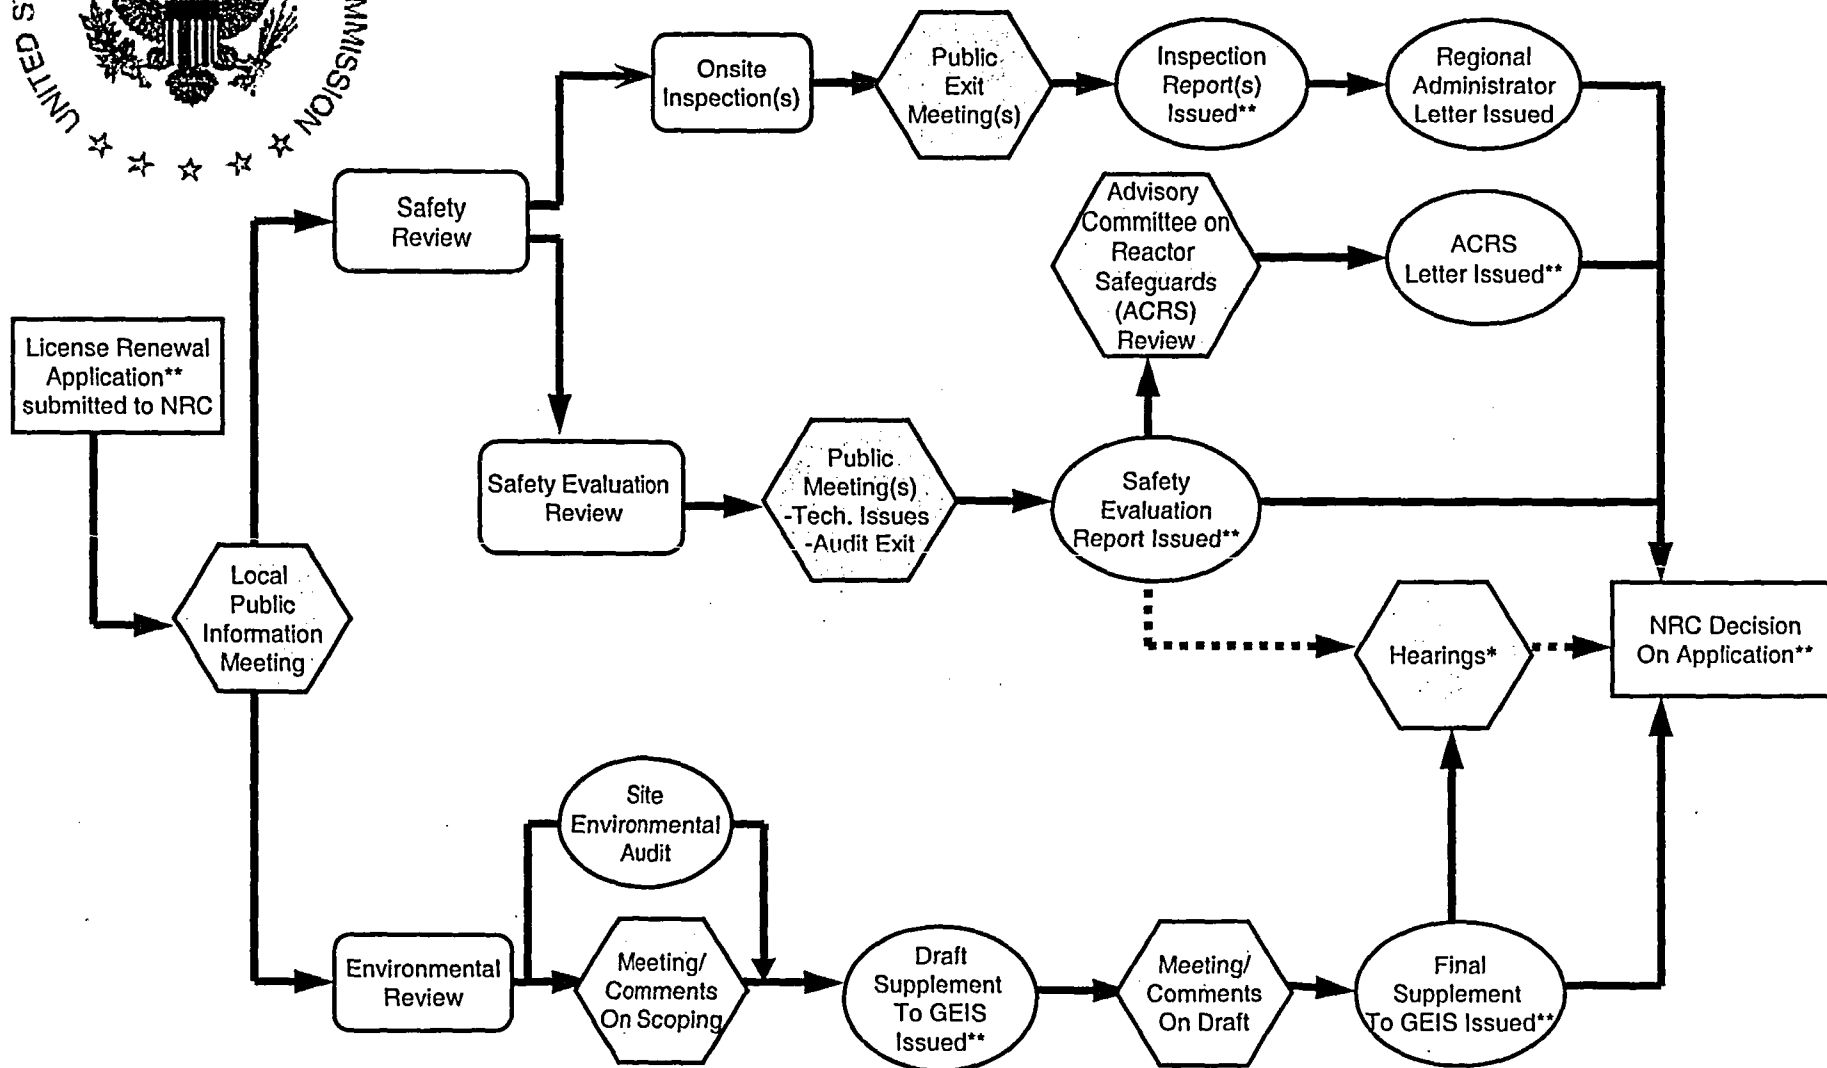 UNITED S
MMISSION
Onsite
Inspection(s)
Public
Exit
Meeting(s)
Inspection
Report(s)
Issued**
Regional
Administrator
Letter Issued
Safety
Review
Advisory
Committee on
Reactor
Safeguards
(ACRS)
Review
ACRS
Letter Issued**
License Renewal
Application**
submitted to NRC
Safety Evaluation
Review
Public
Meeting(s)
-Tech. Issues
-Audit Exit
Safety
Evaluation
Report Issued**
Local
Public
Information
Meeting
Hearings*
NRC Decision
On Application**
Site
Environmental
Audit
Environmental
Review
Meeting/
Comments
On Scoping
Draft
Supplement
To GEIS
Issued**
Meeting/
Comments
On Draft
Final
Supplement
To GEIS Issued**